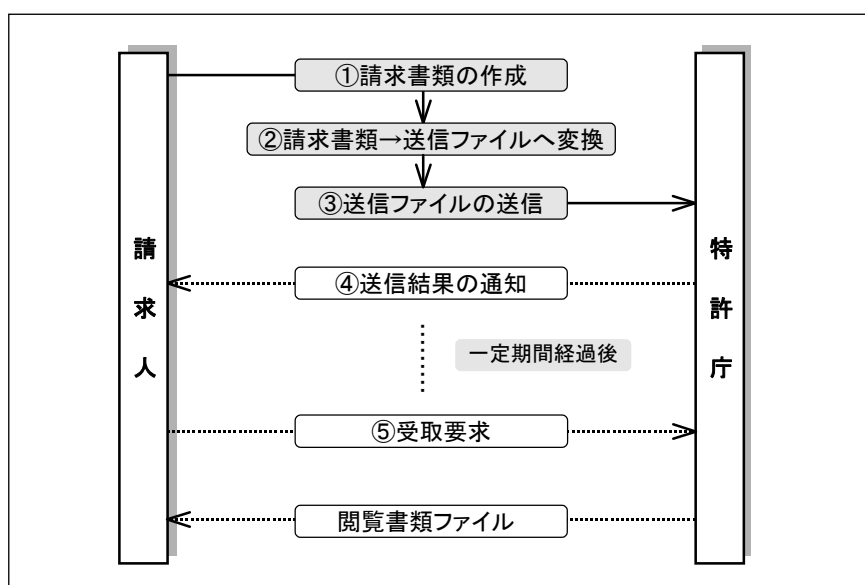 ①請求書類の作成
②請求書類→送信ファイルへ変換
③送信ファイルの送信
請求人
特許庁
④送信結果の通知
一定期間経過後
⑤受取要求
閲覧書類ファイル